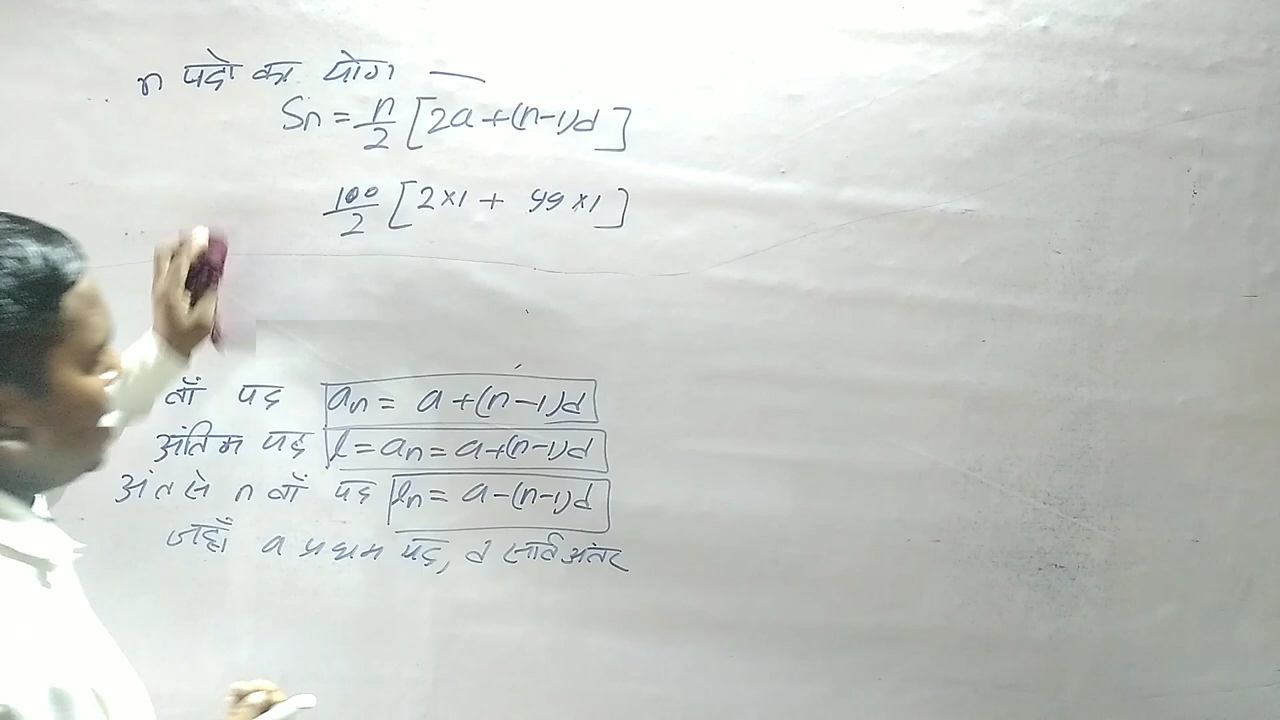 n पदो का योग —
Sn = n/2 [2a+(n-1)d]
100/2 [2×1 + 99×1]
वाँ पद an = a+(n-1)d
अंतिम पद l = an = a+(n-1)d
अंत से n वाँ पद ln = a-(n-1)d
जहाँ a प्रथम पद, d सार्व अंतर